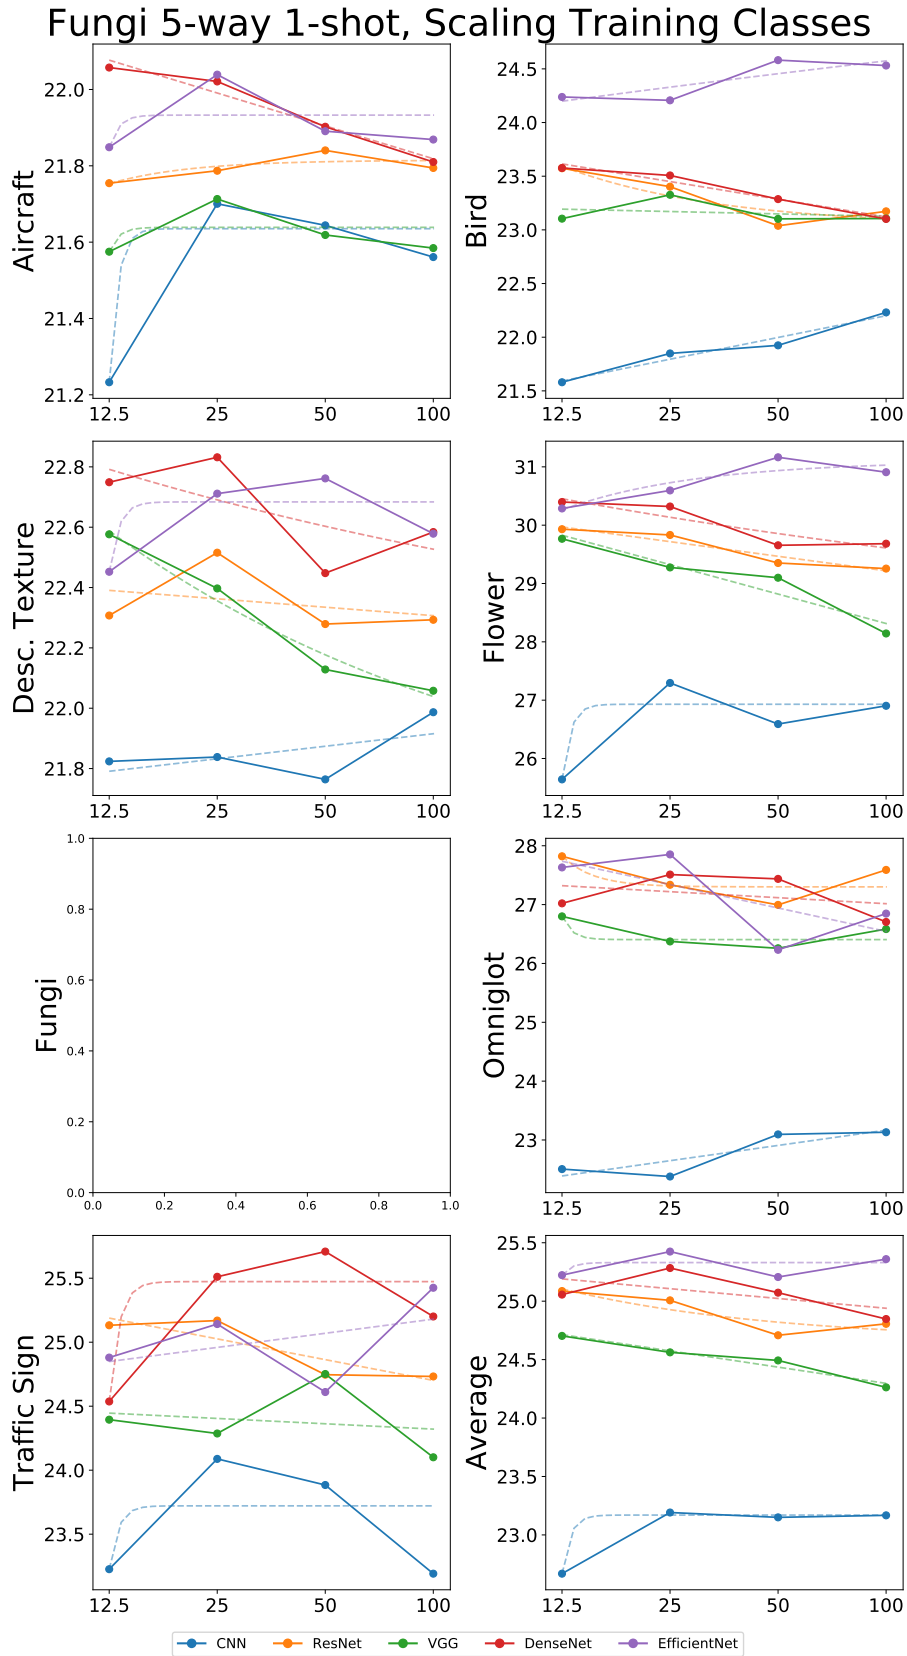 Fungi 5-way 1-shot, Scaling Training Classes
Aircraft
22.0
21.8
21.6
21.4
21.2
12.5 25 50 100
Bird
24.5
24.0
23.5
23.0
22.5
22.0
21.5
12.5 25 50 100
Desc. Texture
22.8
22.6
22.4
22.2
22.0
21.8
12.5 25 50 100
Flower
31
30
29
28
27
26
12.5 25 50 100
Fungi
1.0
0.8
0.6
0.4
0.2
0.0
0.0 0.2 0.4 0.6 0.8 1.0
Omniglot
28
27
26
25
24
23
12.5 25 50 100
Traffic Sign
25.5
25.0
24.5
24.0
23.5
12.5 25 50 100
Average
25.5
25.0
24.5
24.0
23.5
23.0
12.5 25 50 100
CNN ResNet VGG DenseNet EfficientNet